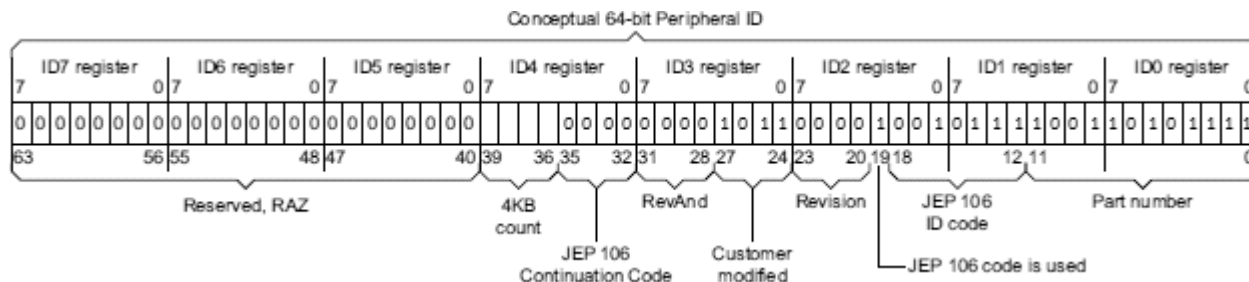 Conceptual 64-bit Peripheral ID
ID7 register ID6 register ID5 register ID4 register ID3 register ID2 register ID1 register ID0 register
7 0 7 0 7 0 7 0 7 0 7 0 7 0 7
0 0 0 0 0 0 0 0 0 0 0 0 0 0 0 0 0 0 0 0 0 0 0 0 0 0 0 0 0 0 0 0 1 0 1 1 0 0 0 0 1 0 0 1 0 1 1 1 1 0 0 1 1 0 1 0 1 1 1 1
63 56 55 48 47 40 39 36 35 32 31 28 27 24 23 20 19 18 12 11 0
Reserved, RAZ 4KB count RevAnd Revision JEP 106 ID code Part number
JEP 106 Continuation Code Customer modified JEP 106 code is used